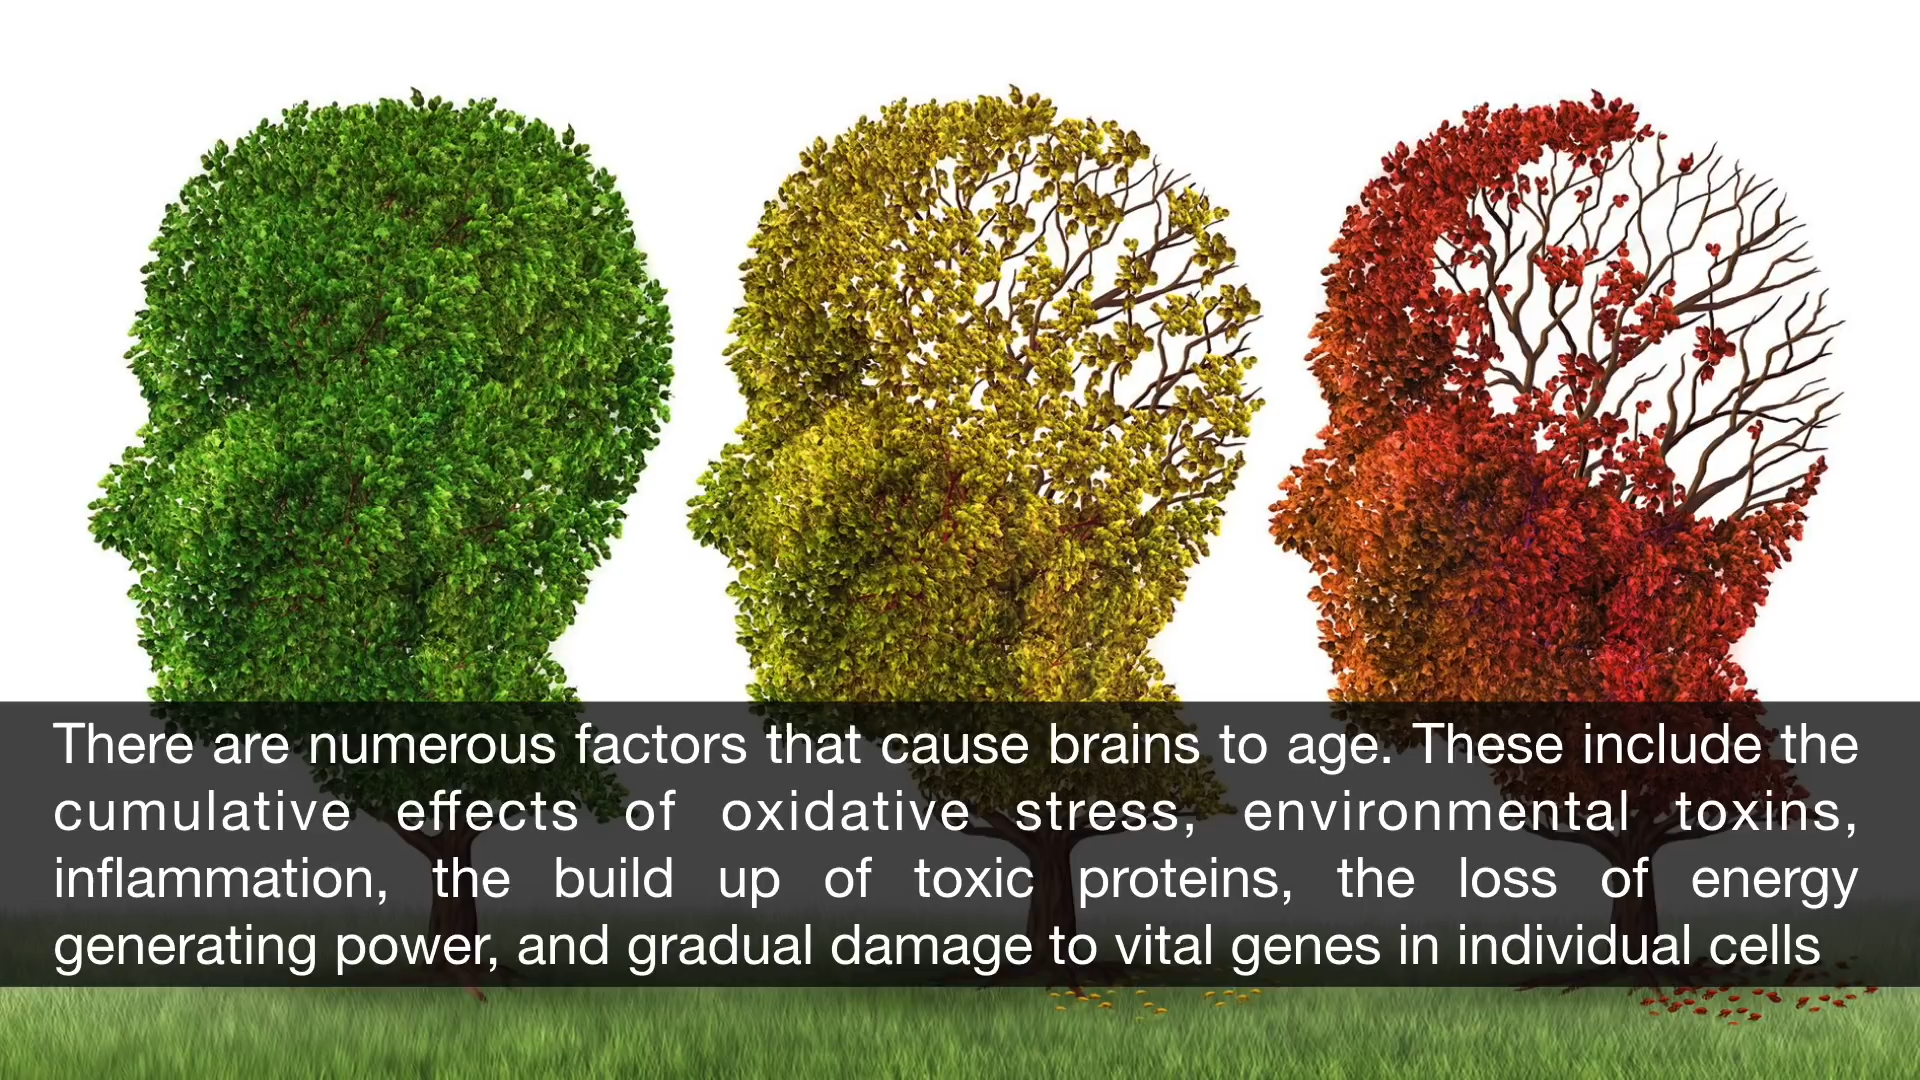 There are numerous factors that cause brains to age. These include the
cumulative effects of oxidative stress, environmental toxins,
inflammation, the build up of toxic proteins, the loss of energy
generating power, and gradual damage to vital genes in individual cells